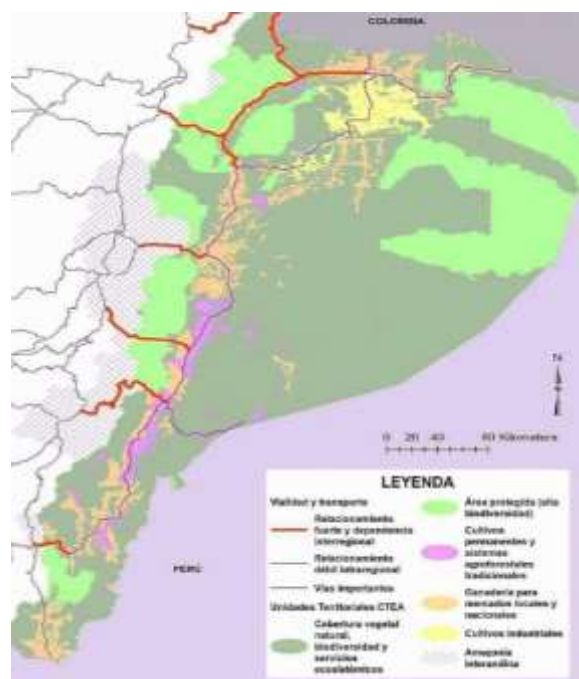 COLOMBIA
N
0 20 40 80 Kilometers
PERÚ
LEYENDA
Vialidad y transporte
Relacionamiento
fuerte y dependencia
interregional
Relacionamiento
débil intraregional
Vías importantes
Unidades Territoriales CTEA
Cobertura vegetal
natural,
biodiversidad y
servicios
ecosistémicos
Área protegida (alta
biodiversidad)
Cultivos
permanentes y
sistemas
agroforestales
tradicionales
Ganadería para
mercados locales y
nacionales
Cultivos industriales
Amazonía
interandina